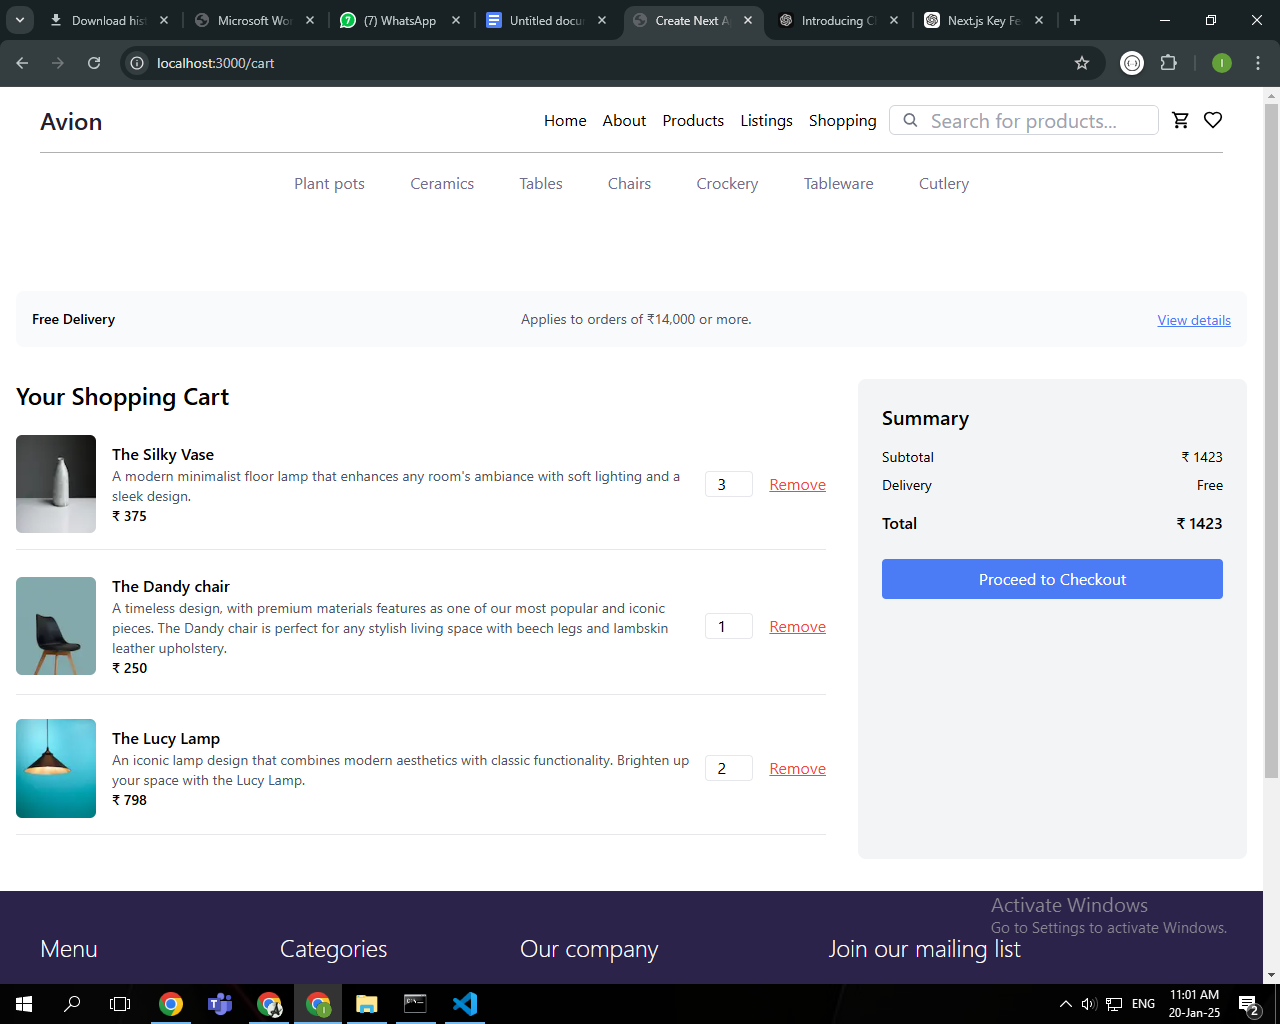 Download hist
Microsoft Wor
(7) WhatsApp
Untitled docu
Create Next A
Introducing C
Next.js Key Fe
localhost:3000/cart
I
Avion
Home
About
Products
Listings
Shopping
Search for products...
Plant pots
Ceramics
Tables
Chairs
Crockery
Tableware
Cutlery
Free Delivery
Applies to orders of ₹14,000 or more.
View details
Your Shopping Cart
The Silky Vase
A modern minimalist floor lamp that enhances any room's ambiance with soft lighting and a
sleek design.
₹ 375
3
Remove
The Dandy chair
A timeless design, with premium materials features as one of our most popular and iconic
pieces. The Dandy chair is perfect for any stylish living space with beech legs and lambskin
leather upholstery.
₹ 250
1
Remove
The Lucy Lamp
An iconic lamp design that combines modern aesthetics with classic functionality. Brighten up
your space with the Lucy Lamp.
₹ 798
2
Remove
Summary
Subtotal ₹ 1423
Delivery Free
Total ₹ 1423
Proceed to Checkout
Activate Windows
Go to Settings to activate Windows.
Menu
Categories
Our company
Join our mailing list
ENG
11:01 AM
20-Jan-25
2